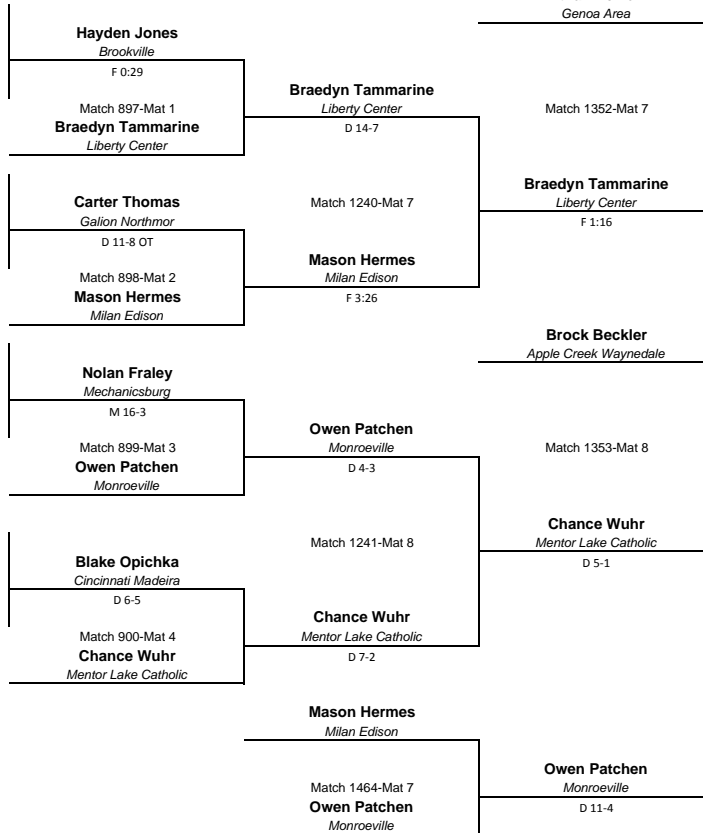 Genoa Area
Hayden Jones
Brookville
F 0:29
Match 897-Mat 1
Braedyn Tammarine
Liberty Center
Braedyn Tammarine
Liberty Center
D 14-7
Match 1352-Mat 7
Carter Thomas
Galion Northmor
D 11-8 OT
Match 898-Mat 2
Mason Hermes
Milan Edison
Match 1240-Mat 7
Mason Hermes
Milan Edison
F 3:26
Braedyn Tammarine
Liberty Center
F 1:16
Brock Beckler
Apple Creek Waynedale
Nolan Fraley
Mechanicsburg
M 16-3
Match 899-Mat 3
Owen Patchen
Monroeville
Owen Patchen
Monroeville
D 4-3
Match 1353-Mat 8
Match 1241-Mat 8
Chance Wuhr
Mentor Lake Catholic
D 5-1
Blake Opichka
Cincinnati Madeira
D 6-5
Match 900-Mat 4
Chance Wuhr
Mentor Lake Catholic
Chance Wuhr
Mentor Lake Catholic
D 7-2
Mason Hermes
Milan Edison
Match 1464-Mat 7
Owen Patchen
Monroeville
Owen Patchen
Monroeville
D 11-4